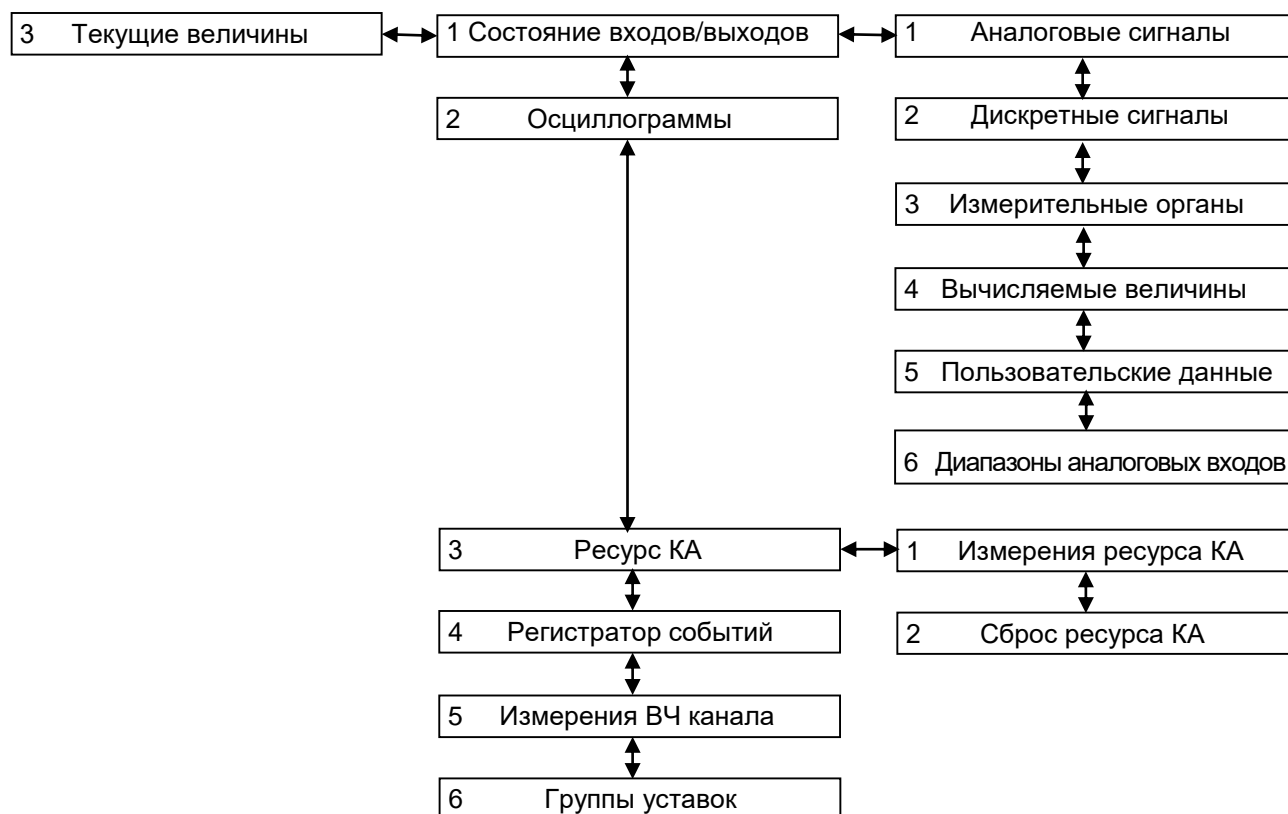 3 Текущие величины
1 Состояние входов/выходов
1 Аналоговые сигналы
2 Осциллограммы
2 Дискретные сигналы
3 Измерительные органы
4 Вычисляемые величины
5 Пользовательские данные
6 Диапазоны аналоговых входов
3 Ресурс КА
1 Измерения ресурса КА
4 Регистратор событий
2 Сброс ресурса КА
5 Измерения ВЧ канала
6 Группы уставок